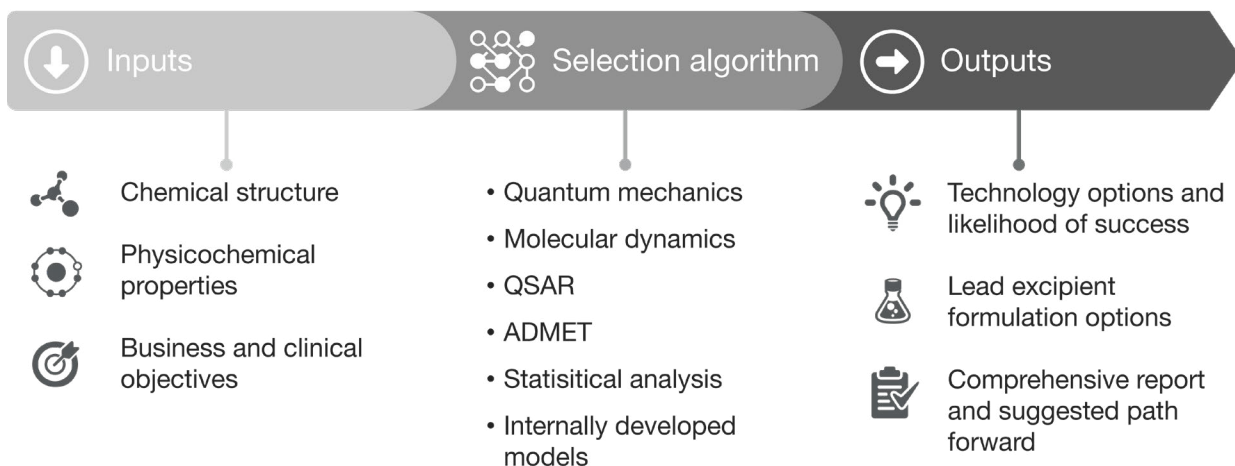 Inputs
Selection algorithm
Outputs
Chemical structure
Physicochemical
properties
Business and clinical
objectives
• Quantum mechanics
• Molecular dynamics
• QSAR
• ADMET
• Statisitical analysis
• Internally developed
models
Technology options and
likelihood of success
Lead excipient
formulation options
Comprehensive report
and suggested path
forward